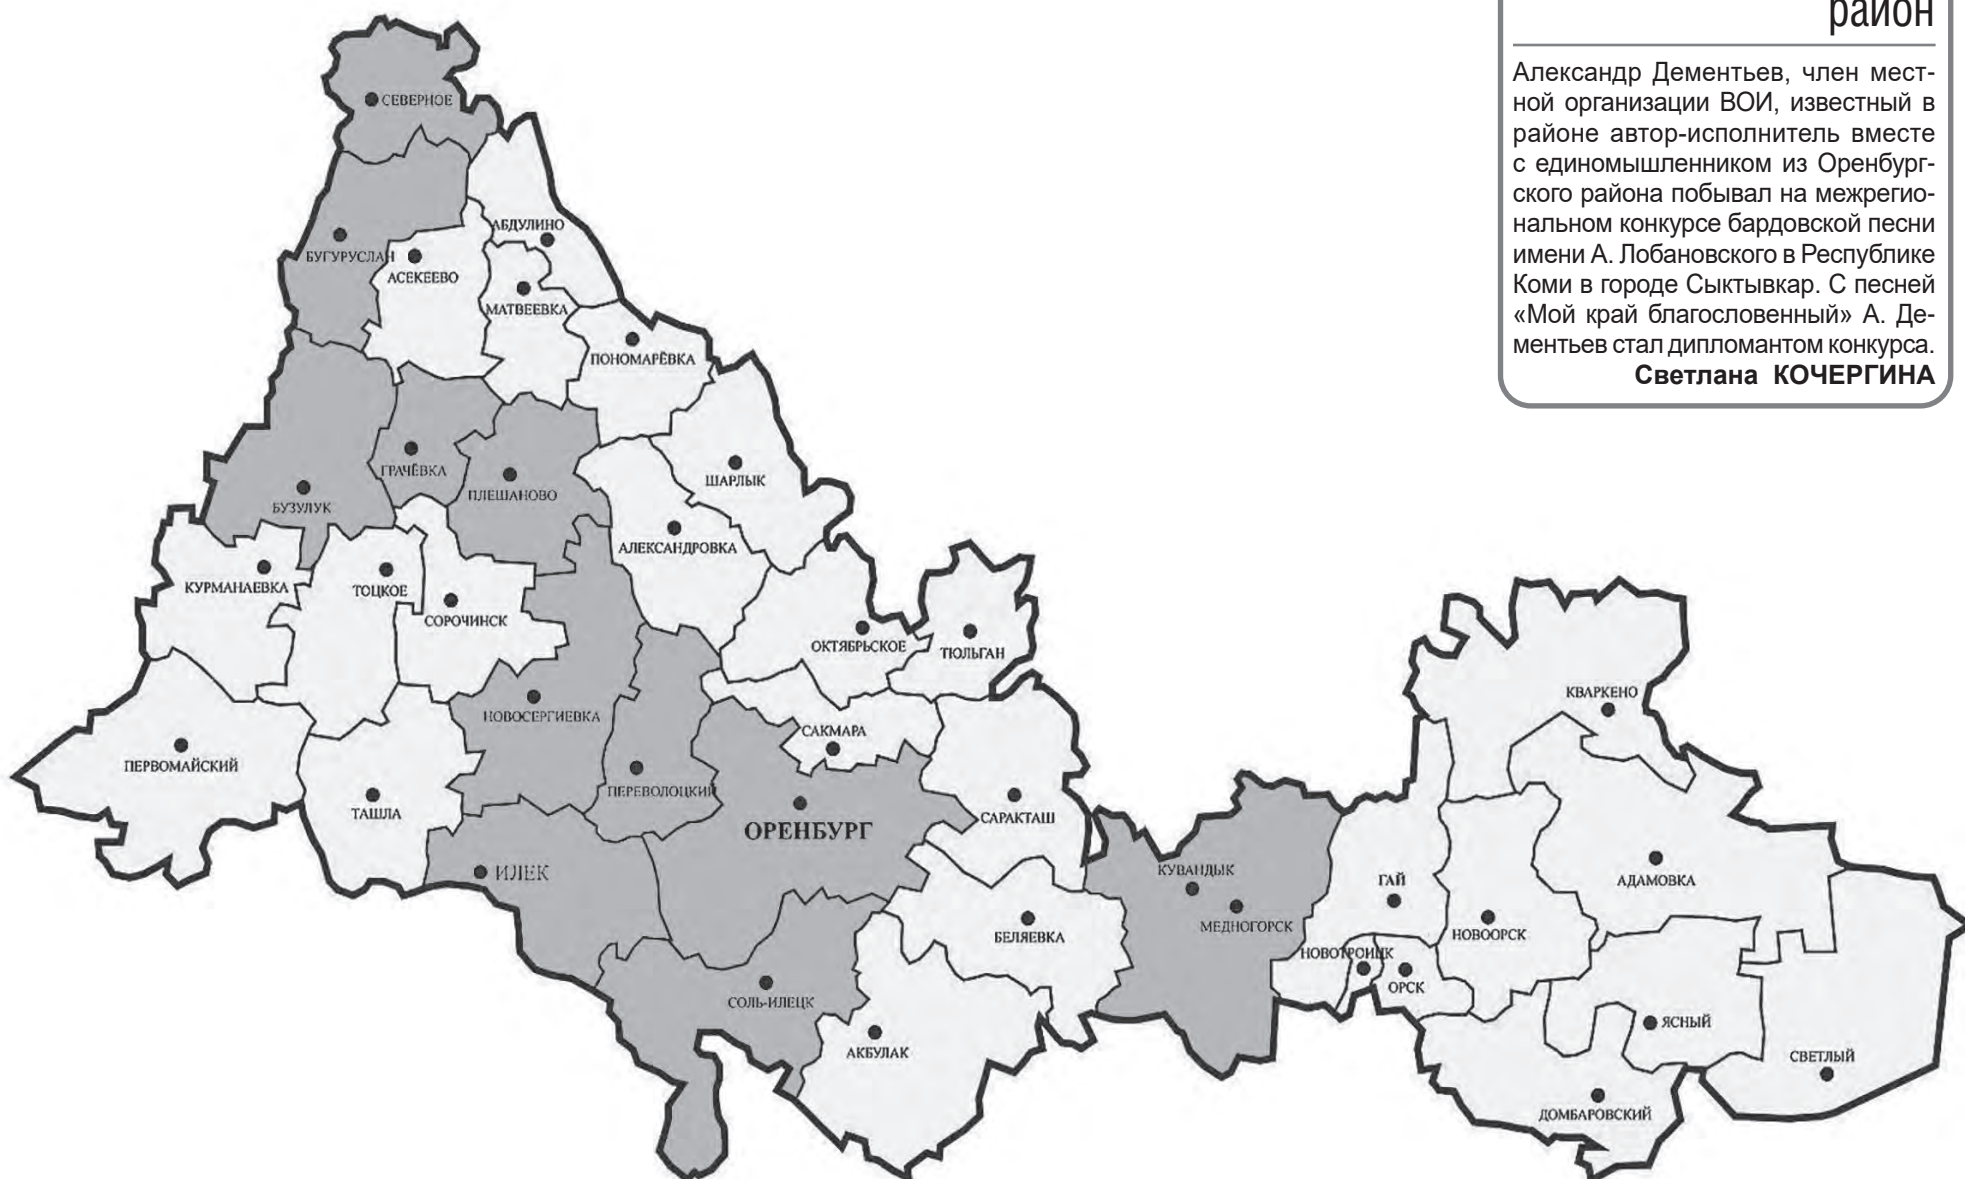 район
Александр Дементьев, член мест-
ной организации ВОИ, известный в
районе автор-исполнитель вместе
с единомышленником из Оренбург-
ского района побывал на межрегио-
нальном конкурсе бардовской песни
имени А. Лобановского в Республике
Коми в городе Сыктывкар. С песней
«Мой край благословенный» А. Де-
ментьев стал дипломантом конкурса.
Светлана КОЧЕРГИНА
СЕВЕРНОЕ
АБДУЛИНО
БУГУРУСЛАН
АСЕКЕЕВО
МАТВЕЕВКА
ПОНОМАРЁВКА
ГРАЧЁВКА
ШАРЛЫК
ПЛЕШАНОВО
БУЗУЛУК
АЛЕКСАНДРОВКА
КУРМАНАЕВКА
ТОЦКОЕ
СОРОЧИНСК
ОКТЯБРЬСКОЕ
ТЮЛЬГАН
КВАРКЕНО
НОВОСЕРГИЕВКА
САКМАРА
ПЕРВОМАЙСКИЙ
ПЕРЕВОЛОЦКИЙ
ТАШЛА
ОРЕНБУРГ
САРАКТАШ
ИЛЕК
КУВАНДЫК
ГАЙ
АДАМОВКА
МЕДНОГОРСК
БЕЛЯЕВКА
НОВООРСК
НОВОТРОИЦК
ОРСК
СОЛЬ-ИЛЕЦК
ЯСНЫЙ
АКБУЛАК
СВЕТЛЫЙ
ДОМБАРОВСКИЙ